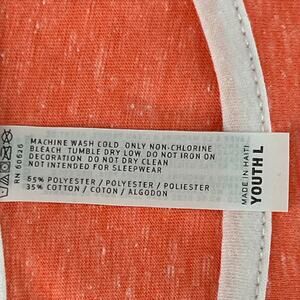 MACHINE WASH COLD ONLY NON-CHLORINE
BLEACH TUMBLE DRY LOW DO NOT IRON ON
DECORATION DO NOT DRY CLEAN
NOT INTENDED FOR SLEEPWEAR
65% POLYESTER / POLYESTER / POLIESTER
35% COTTON / COTON / ALGODON
RN 60626
MADE IN HAITI
YOUTH L